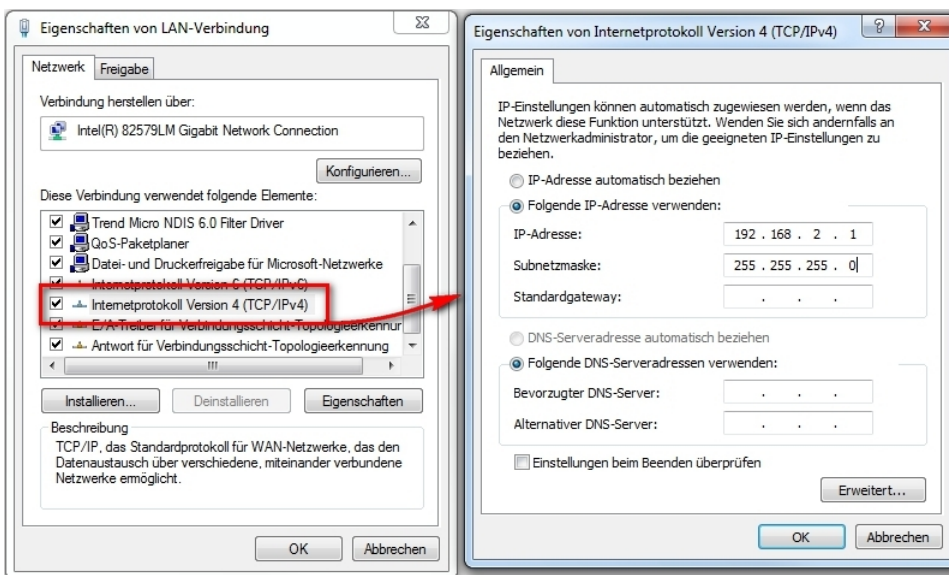 Eigenschaften von LAN-Verbindung
Netzwerk
Freigabe
Verbindung herstellen über:
Intel(R) 82579LM Gigabit Network Connection
Konfigurieren...
Diese Verbindung verwendet folgende Elemente:
Trend Micro NDIS 6.0 Filter Driver
QoS-Paketplaner
Datei- und Druckerfreigabe für Microsoft-Netzwerke
Internetprotokoll Version 6 (TCP/IPv6)
Internetprotokoll Version 4 (TCP/IPv4)
E/A-Treiber für Verbindungsschicht-Topologieerkennur
Antwort für Verbindungsschicht-Topologieerkennung
Installieren...
Deinstallieren
Eigenschaften
Beschreibung
TCP/IP, das Standardprotokoll für WAN-Netzwerke, das den
Datenaustausch über verschiedene, miteinander verbundene
Netzwerke ermöglicht.
OK
Abbrechen
Eigenschaften von Internetprotokoll Version 4 (TCP/IPv4)
Allgemein
IP-Einstellungen können automatisch zugewiesen werden, wenn das
Netzwerk diese Funktion unterstützt. Wenden Sie sich andernfalls an
den Netzwerkadministrator, um die geeigneten IP-Einstellungen zu
beziehen.
IP-Adresse automatisch beziehen
Folgende IP-Adresse verwenden:
IP-Adresse: 192 . 168 . 2 . 1
Subnetzmaske: 255 . 255 . 255 . 0
Standardgateway: . . .
DNS-Serveradresse automatisch beziehen
Folgende DNS-Serveradressen verwenden:
Bevorzugter DNS-Server: . . .
Alternativer DNS-Server: . . .
Einstellungen beim Beenden überprüfen
Erweitert...
OK
Abbrechen